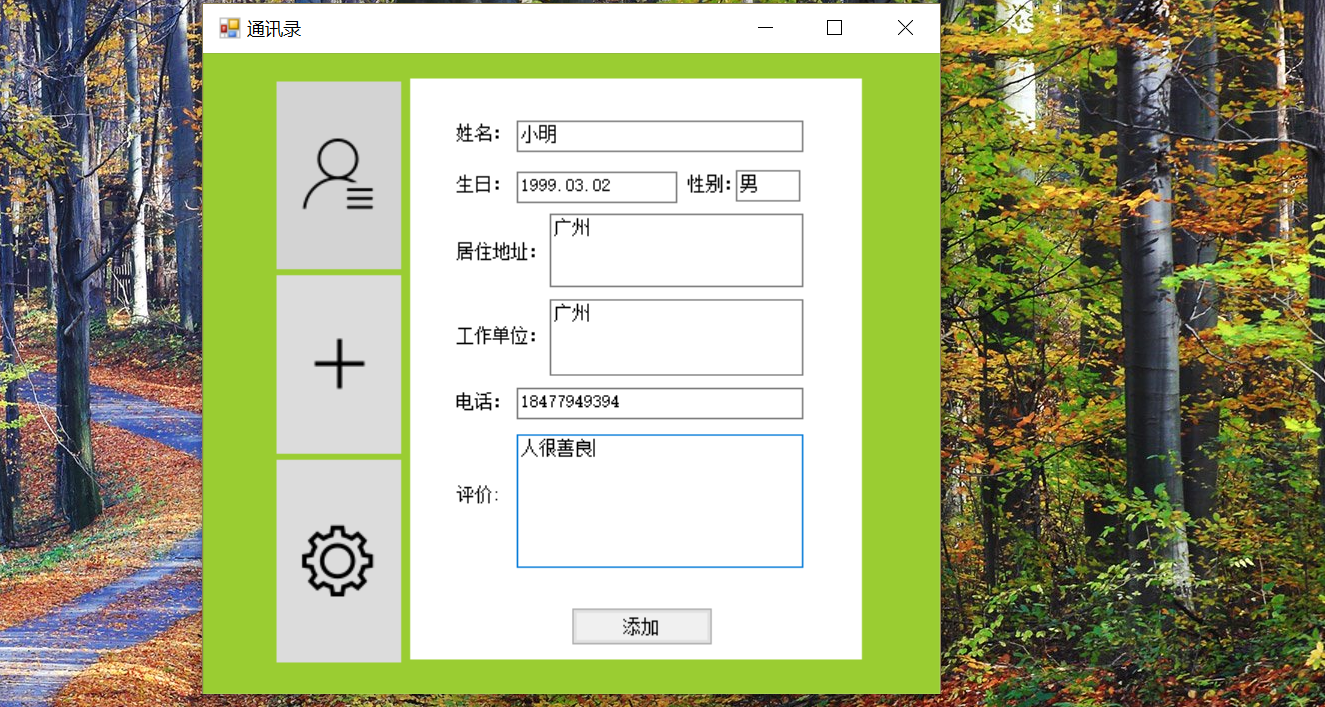 通讯录
姓名： 小明
生日： 1999.03.02 性别： 男
广州
居住地址：
广州
工作单位：
电话： 18477949394
人很善良
评价：
添加